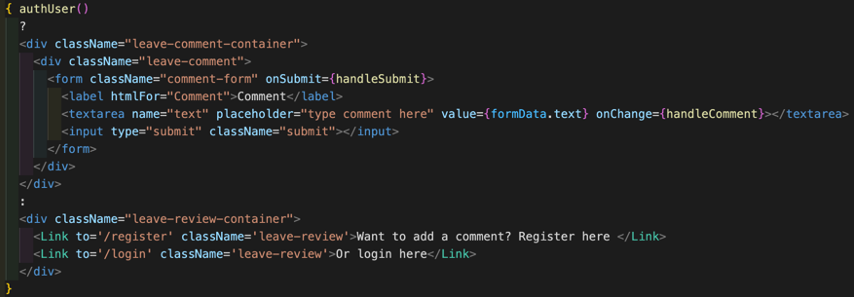 { authUser()
?
<div className="leave-comment-container">
<div className="leave-comment">
<form className="comment-form" onSubmit={handleSubmit}>
<label htmlFor="Comment">Comment</label>
<textarea name="text" placeholder="type comment here" value={formData.text} onChange={handleComment}></textarea>
<input type="submit" className="submit"></input>
</form>
</div>
</div>
:
<div className="leave-review-container">
<Link to='/register' className='leave-review'>Want to add a comment? Register here </Link>
<Link to='/login' className='leave-review'>Or login here</Link>
</div>
}